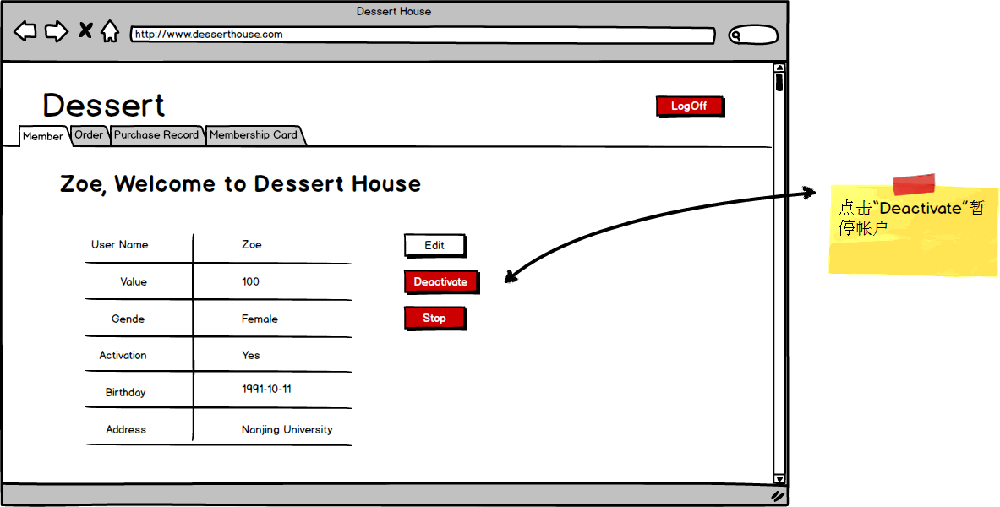 Dessert House
http://www.desserthouse.com
Dessert
LogOff
Member Order Purchase Record Membership Card
Zoe, Welcome to Dessert House
User Name Zoe
Edit
Value 100
Deactivate
Gende Female
Stop
Activation Yes
Birthday 1991-10-11
Address Nanjing University
点击“Deactivate”暂
停帐户